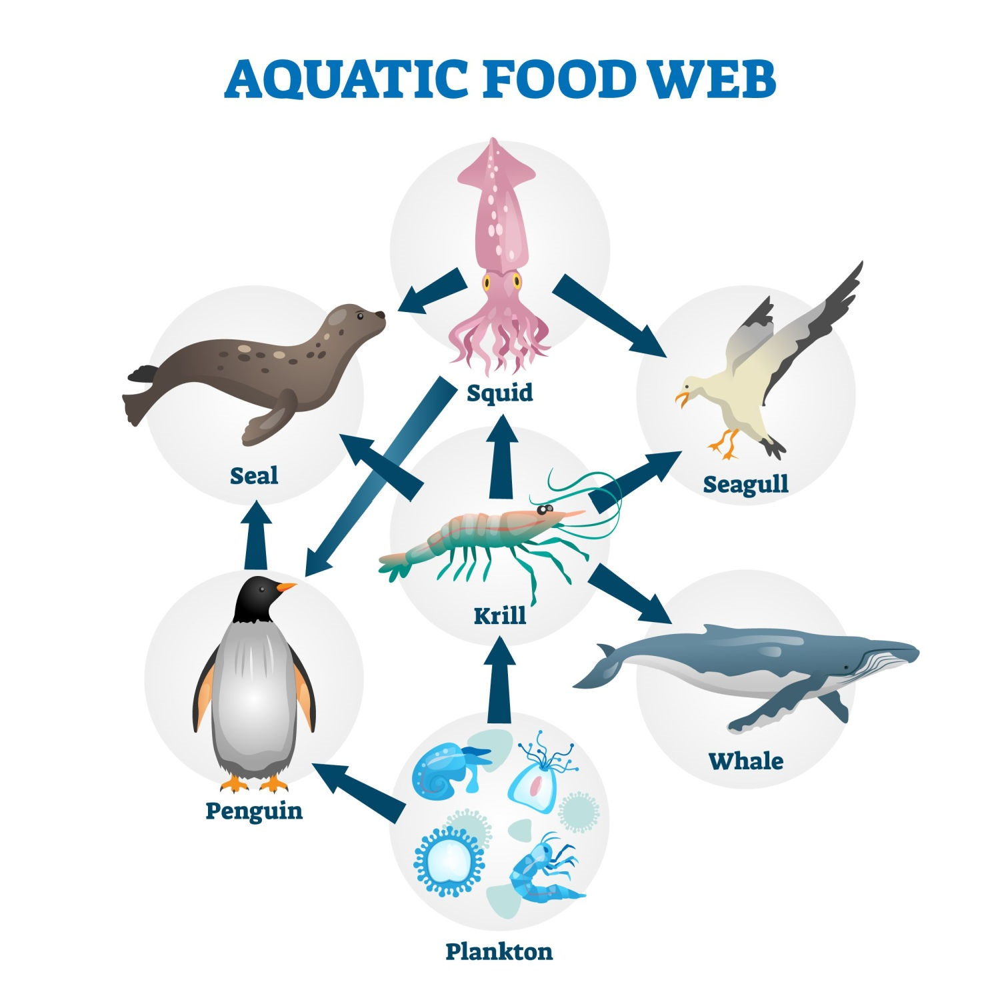 AQUATIC FOOD WEB
Squid
Seal
Seagull
Krill
Whale
Penguin
Plankton